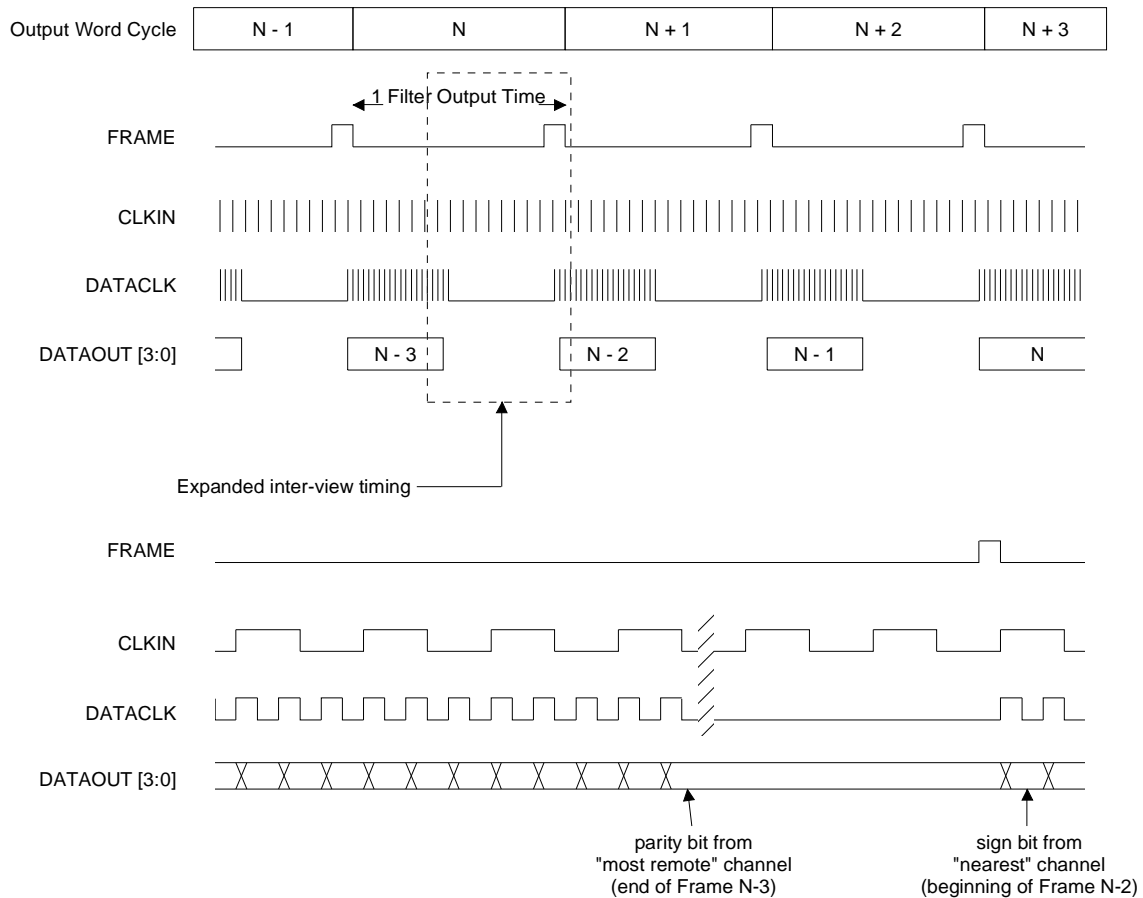 Output Word Cycle N - 1 N N + 1 N + 2 N + 3
1 Filter Output Time
FRAME
CLKIN
DATACLK
DATAOUT [3:0] N - 3 N - 2 N - 1 N
Expanded inter-view timing
FRAME
CLKIN
DATACLK
DATAOUT [3:0]
parity bit from
"most remote" channel
(end of Frame N-3)
sign bit from
"nearest" channel
(beginning of Frame N-2)